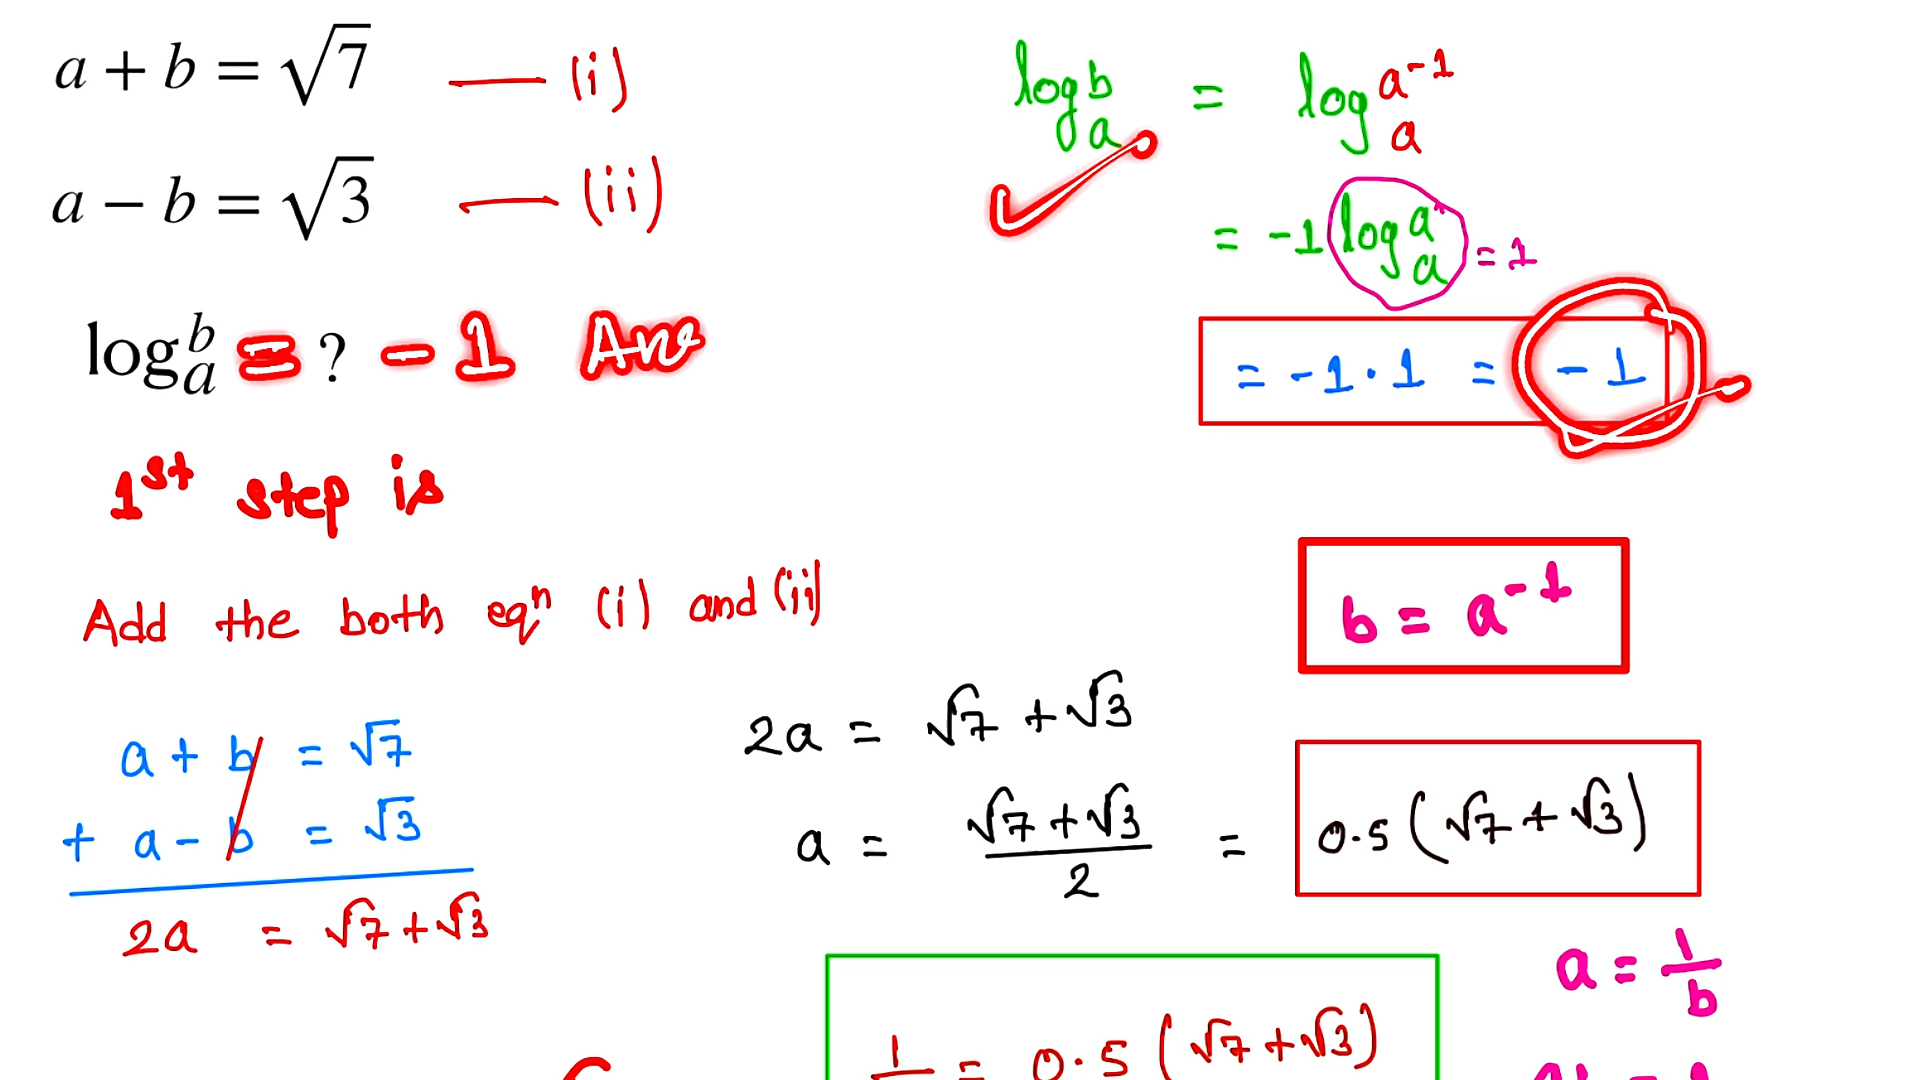 a + b = √7 — (i)
a − b = √3 — (ii)
log_a^b = ? − 1 Ans
1st step is
Add the both eqn (i) and (ii)
a + b = √7
+ a − b = √3
2a = √7 + √3
log_a^b = log_a^{a^-1}
= -1 log_a^a = 1
= -1 · 1 = -1
b = a^-1
2a = √7 + √3
a = (√7 + √3)/2 = 0.5 (√7 + √3)
a = 1/b
= 0.5 (√7 + √3)